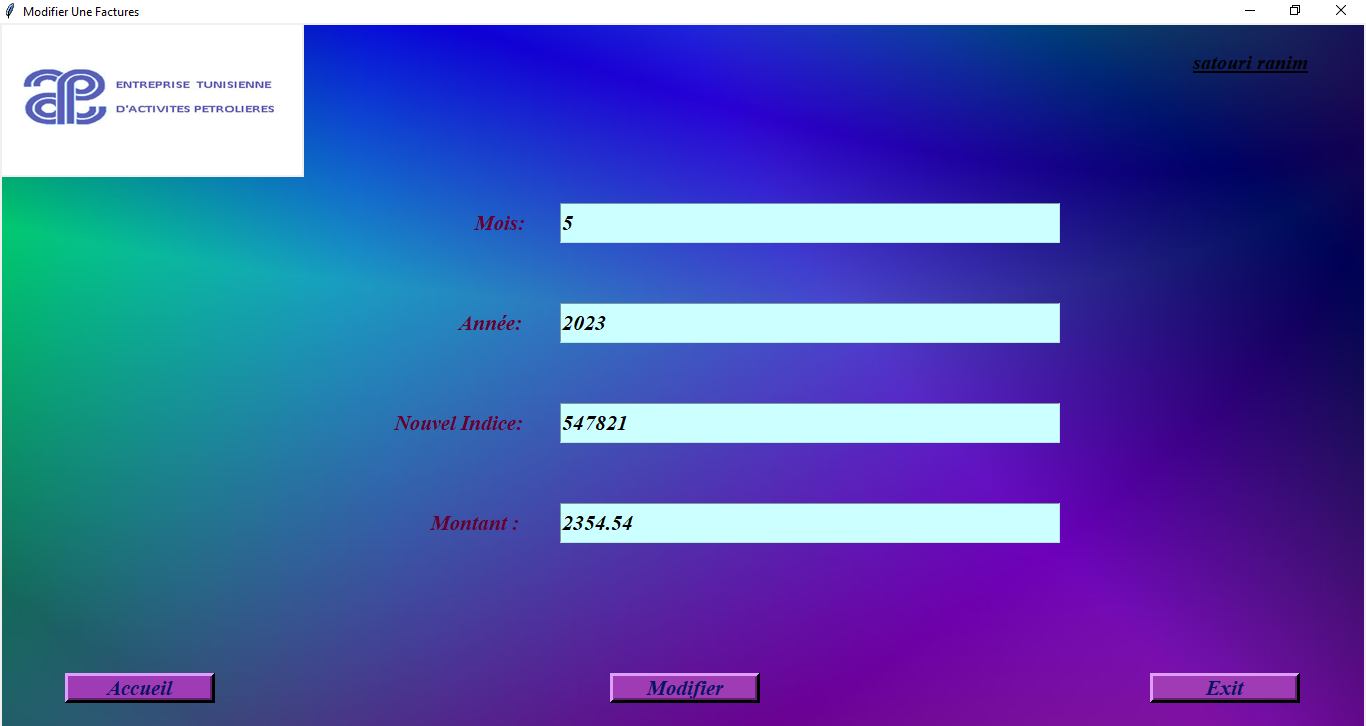 Modifier Une Factures
ENTREPRISE TUNISIENNE
D'ACTIVITES PETROLIERES
satouri ranim
Mois: 5
Année: 2023
Nouvel Indice: 547821
Montant : 2354.54
Accueil Modifier Exit